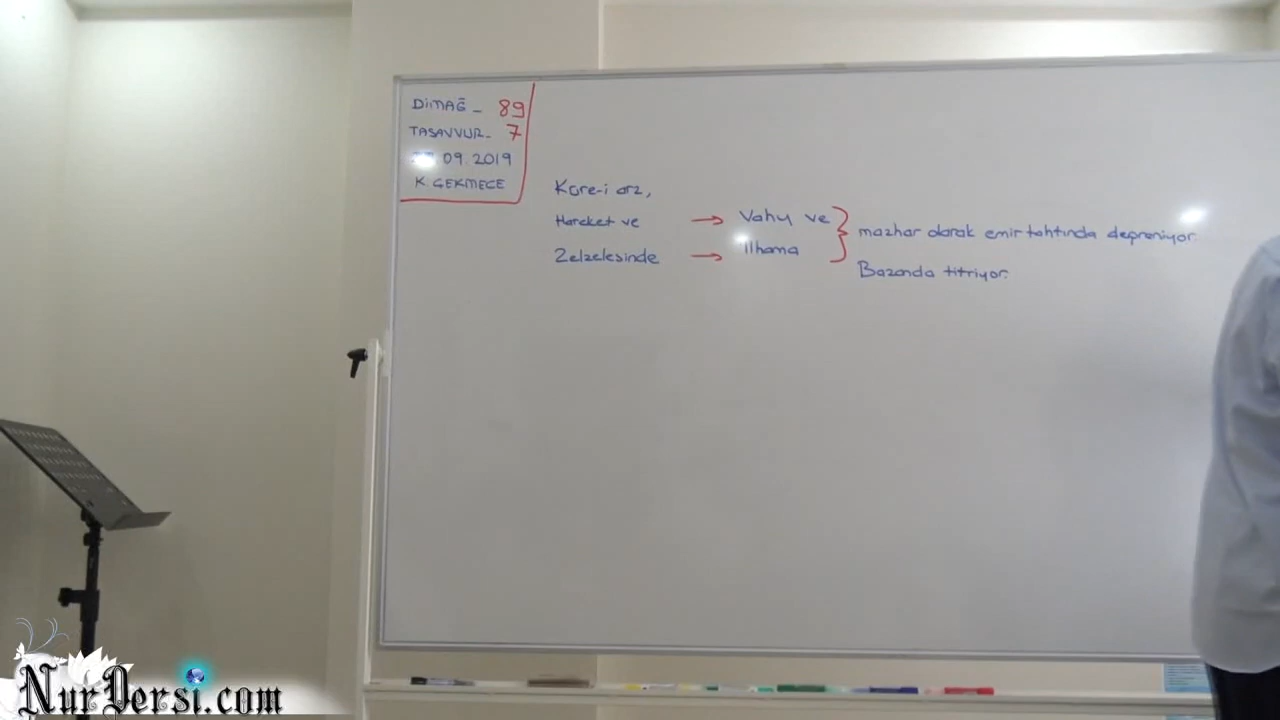 DİMAĞ - 89
TASAVVUR - 7
09.2019
K. ÇEKMECE
Küre-i arz,
Hareket ve → Vahy ve
Zelzelesinde → İlhama
mazhar olarak emir tahtında depreniyor.
Bazanda titriyor.
NurDersi.com